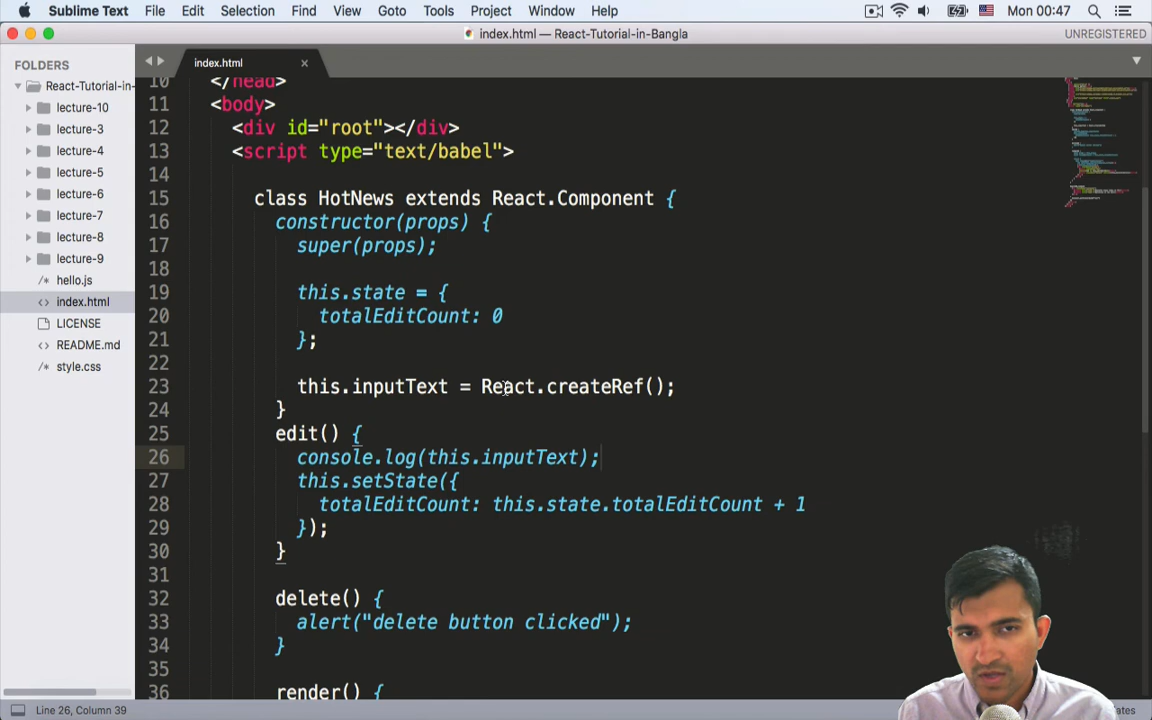 Sublime Text File Edit Selection Find View Goto Tools Project Window Help Mon 00:47
index.html — React-Tutorial-in-Bangla UNREGISTERED
FOLDERS
React-Tutorial-in-
lecture-10
lecture-3
lecture-4
lecture-5
lecture-6
lecture-7
lecture-8
lecture-9
/* hello.js
<> index.html
LICENSE
README.md
/* style.css
index.html ×
10 </head>
11 <body>
12 <div id="root"></div>
13 <script type="text/babel">
14
15 class HotNews extends React.Component {
16 constructor(props) {
17 super(props);
18
19 this.state = {
20 totalEditCount: 0
21 };
22
23 this.inputText = React.createRef();
24 }
25 edit() {
26 console.log(this.inputText);
27 this.setState({
28 totalEditCount: this.state.totalEditCount + 1
29 });
30 }
31
32 delete() {
33 alert("delete button clicked");
34 }
35
36 render() {
Line 26, Column 39